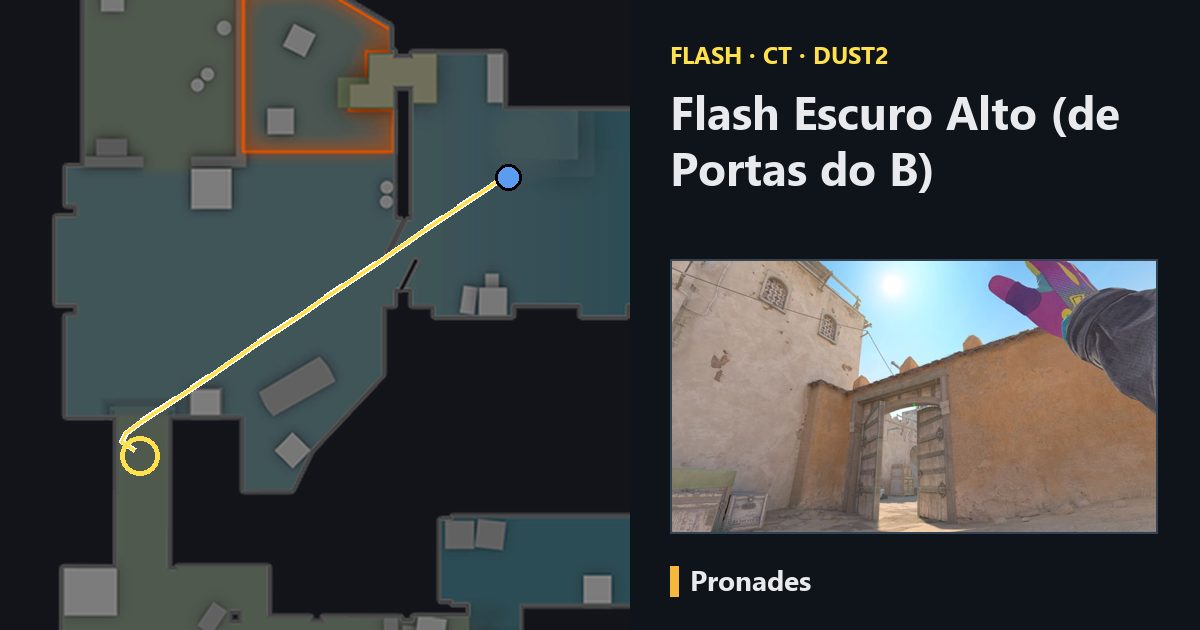 FLASH · CT · DUST2
Flash Escuro Alto (de
Portas do B)
Pronades